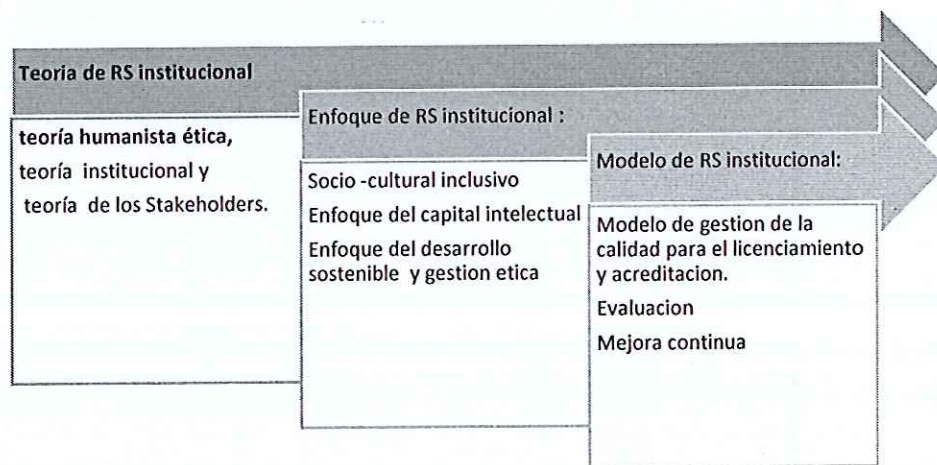 Teoria de RS institucional
teoría humanista ética,
teoría institucional y
teoría de los Stakeholders.
Enfoque de RS institucional :
Socio -cultural inclusivo
Enfoque del capital intelectual
Enfoque del desarrollo
sostenible y gestion etica
Modelo de RS institucional:
Modelo de gestion de la
calidad para el licenciamiento
y acreditacion.
Evaluacion
Mejora continua